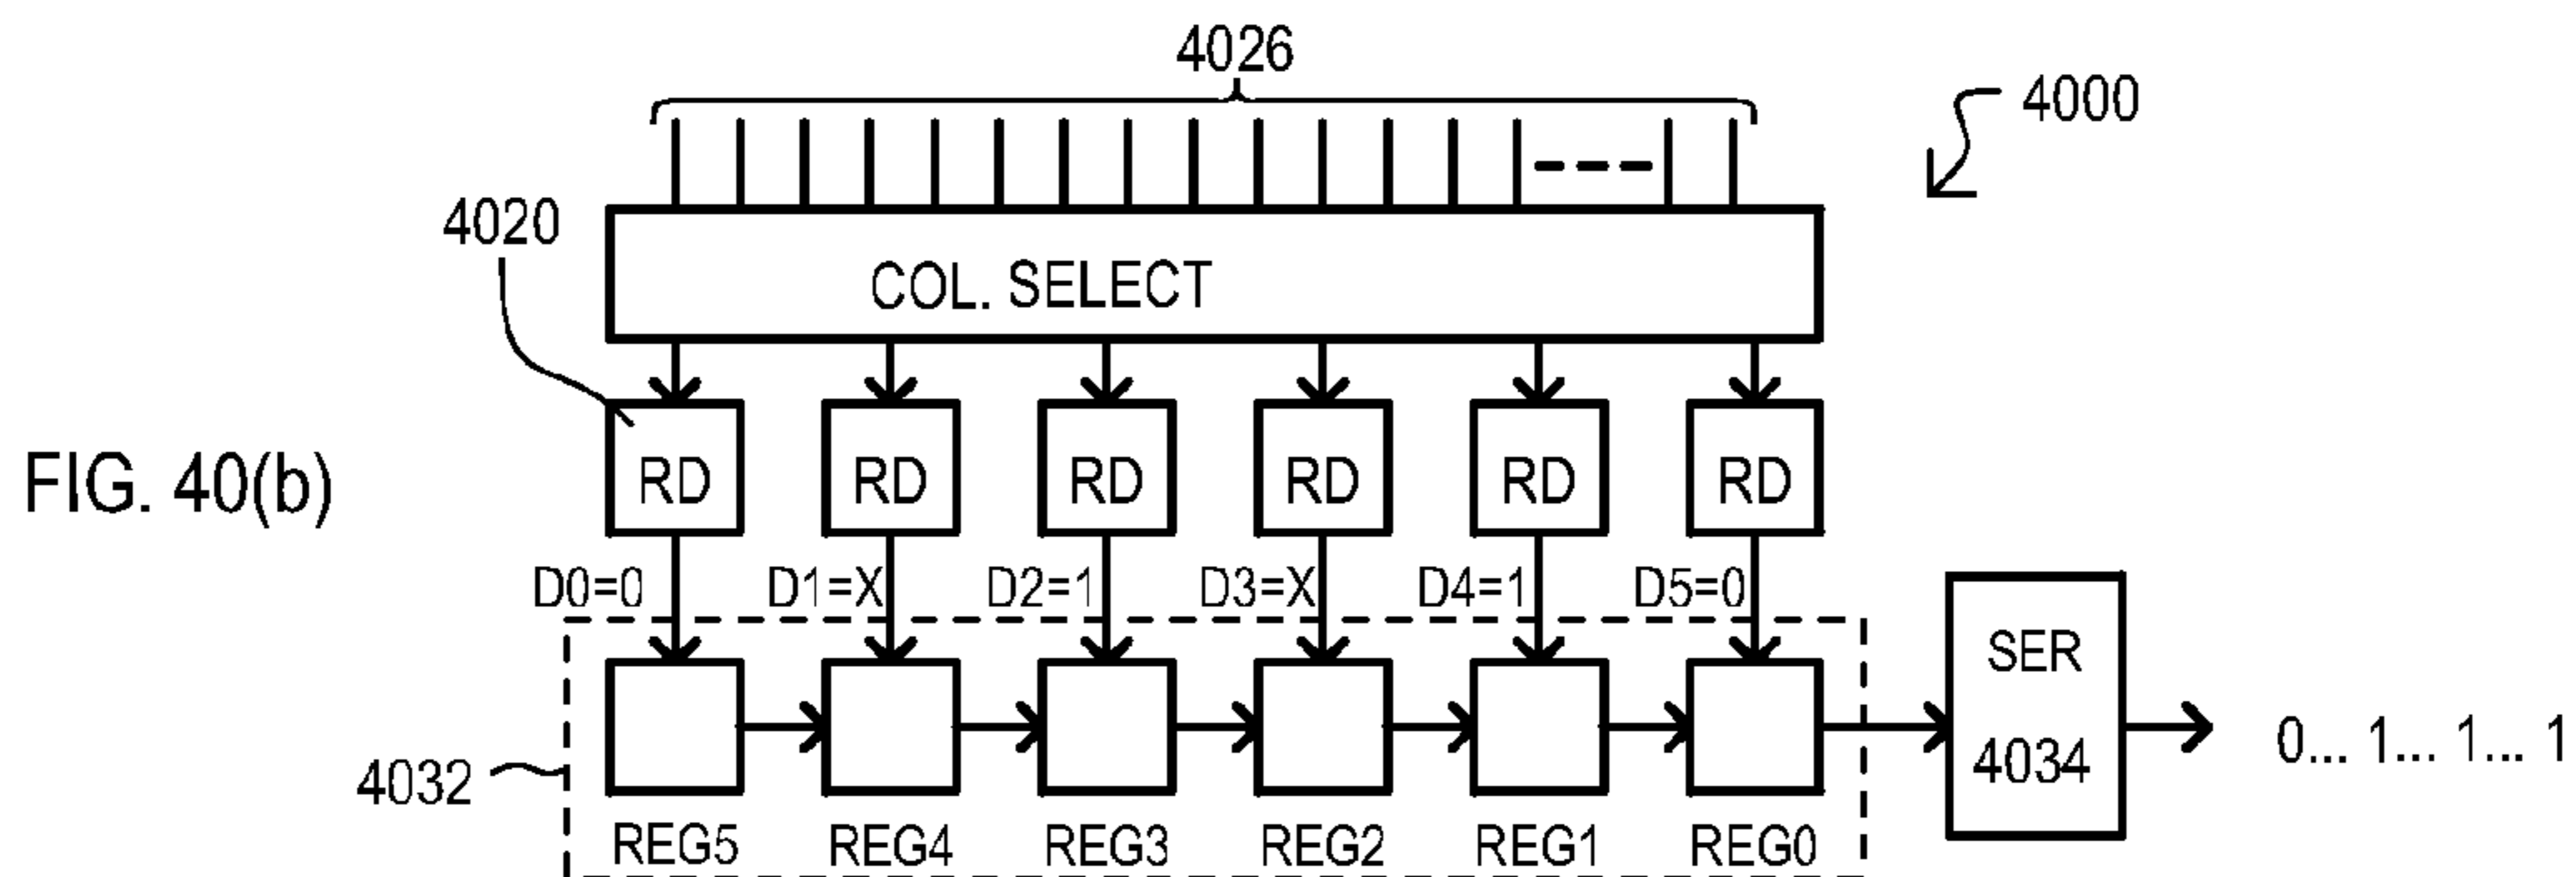 4026
4000
4020
COL. SELECT
FIG. 40(b)
RD RD RD RD RD RD
D0=0 D1=X D2=1 D3=X D4=1 D5=0
SER
4034
0... 1... 1... 1
4032
REG5 REG4 REG3 REG2 REG1 REG0